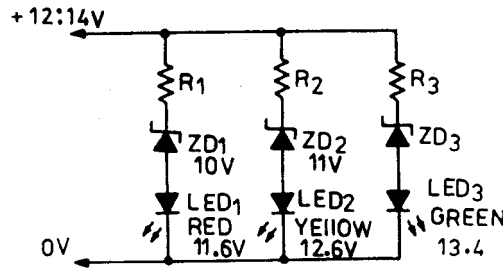 +12:14V
R1
R2
R3
ZD1
10V
ZD2
11V
ZD3
LED1
RED
11.6V
LED2
YEllOW
12.6V
LED3
GREEN
13.4
0V